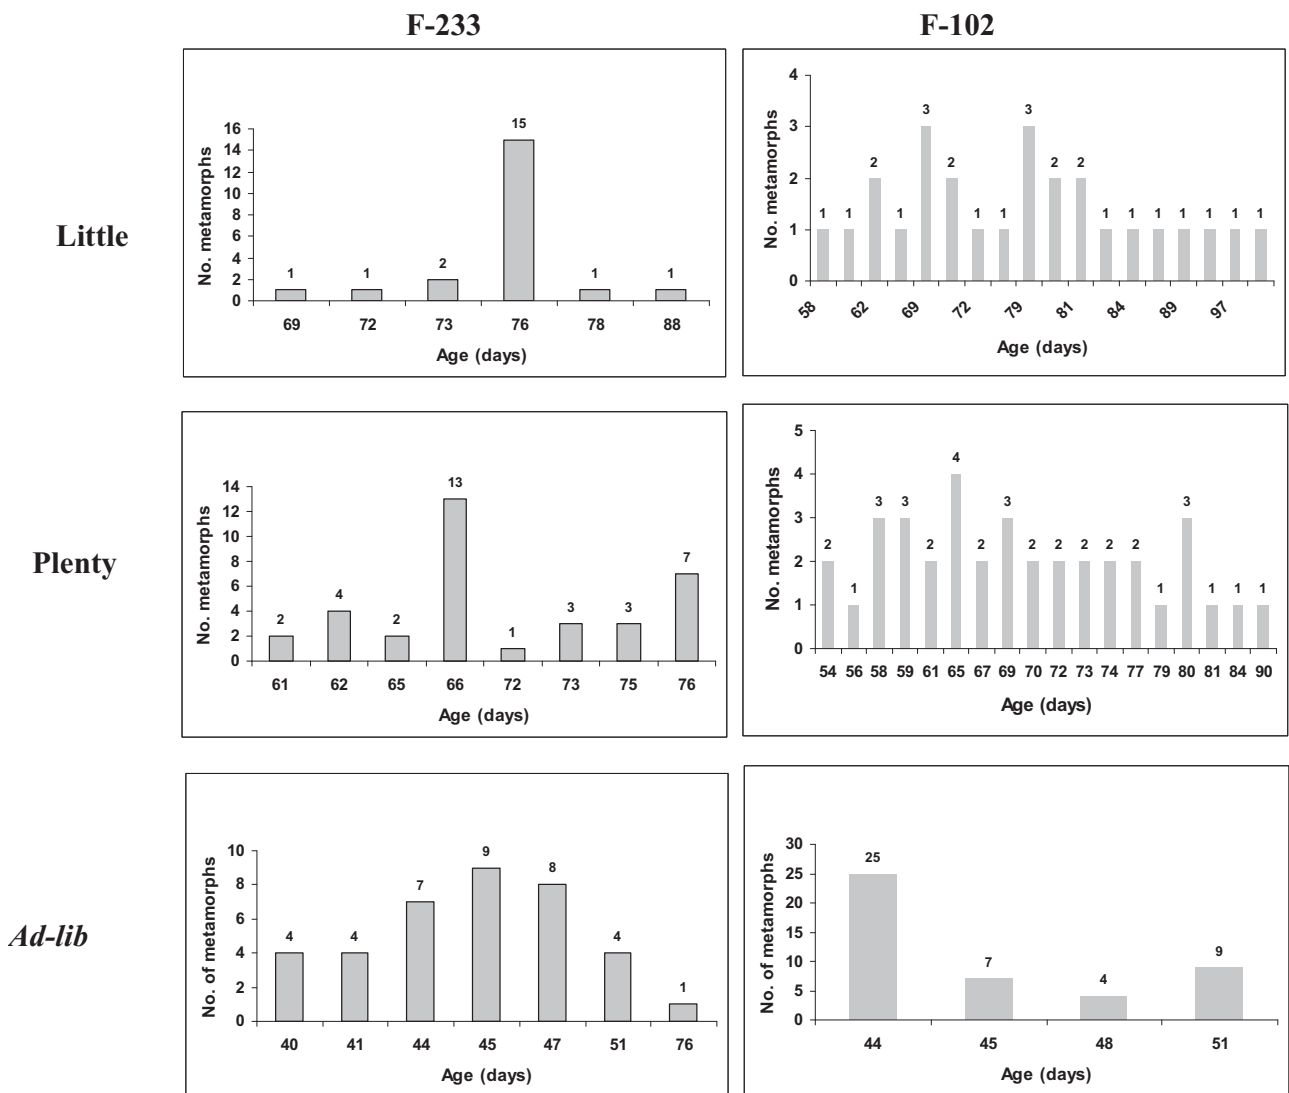 F-233
F-102
Little
No. metamorphs
16
14
12
10
8
6
4
2
0
1
1
2
15
1
1
69 72 73 76 78 88
Age (days)
No. metamorphs
4
3
2
1
0
1 1 2 1 3 2 1 1 3 2 2 1 1 1 1 1 1 1
58 62 69 72 79 81 84 89 97
Age (days)
Plenty
No. metamorphs
14
12
10
8
6
4
2
0
2 4 2 13 1 3 3 7
61 62 65 66 72 73 75 76
Age (days)
No. metamorphs
5
4
3
2
1
0
2 1 3 3 2 4 2 3 2 2 2 2 2 1 3 1 1 1
54 56 58 59 61 65 67 69 70 72 73 74 77 79 80 81 84 90
Age (days)
Ad-lib
No. of metamorphs
10
8
6
4
2
0
4 4 7 9 8 4 1
40 41 44 45 47 51 76
Age (days)
No. of metamorphs
30
25
20
15
10
5
0
25 7 4 9
44 45 48 51
Age (days)